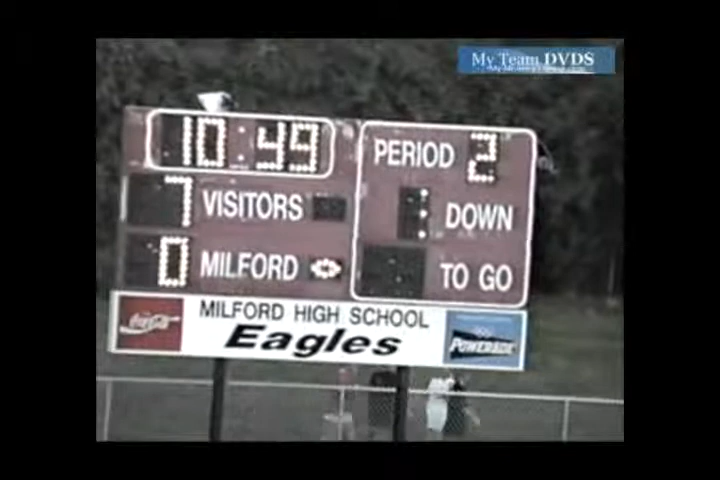 My Team DVDS
10:49
PERIOD 2
7 VISITORS
1 DOWN
0 MILFORD
TO GO
Coca-Cola
MILFORD HIGH SCHOOL
Eagles
POWERADE